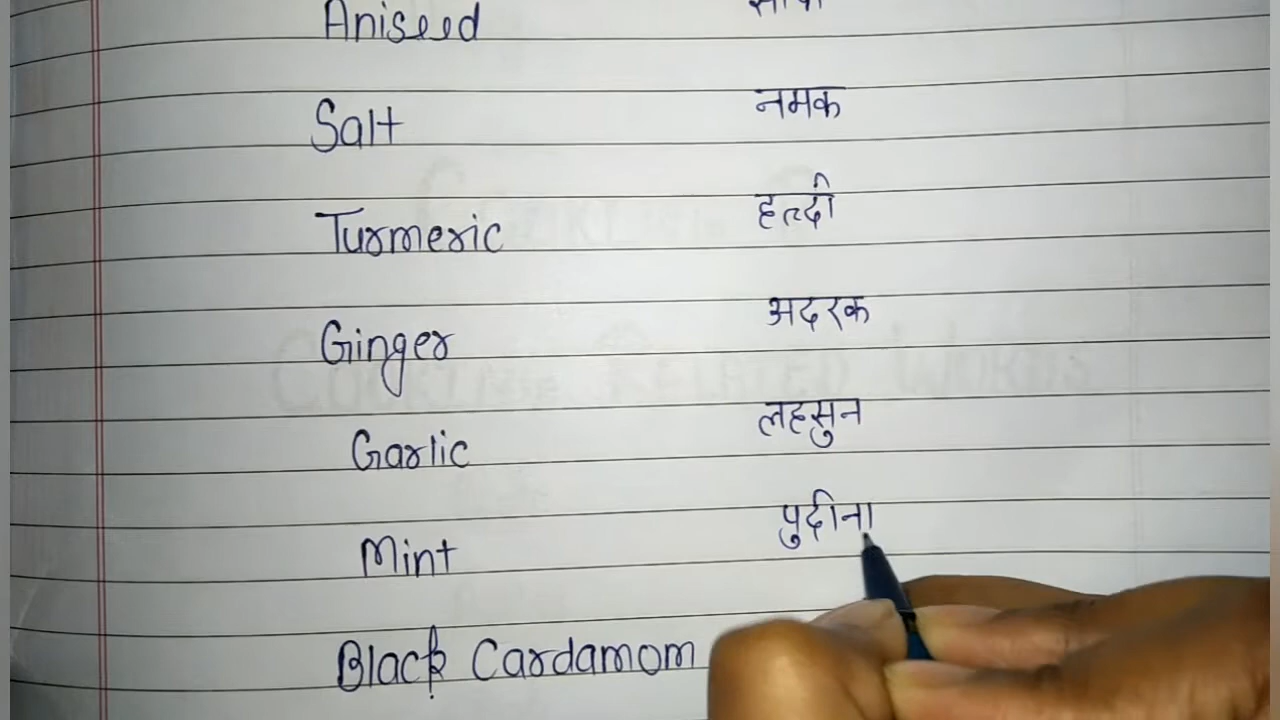 Aniseed
Salt नमक
Turmeric हल्दी
Ginger अदरक
Garlic लहसुन
Mint पुदीना
Black Cardamom